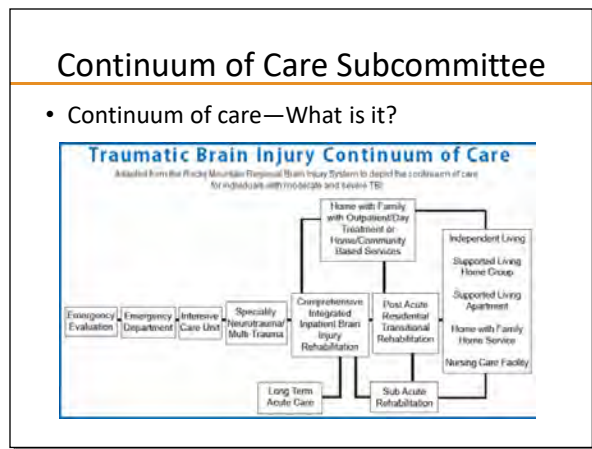 Continuum of Care Subcommittee
• Continuum of care—What is it?
Traumatic Brain Injury Continuum of Care
Adapted from the Rocky Mountain Regional Brain Injury System to depict the continuum of care
for individuals with moderate and severe TBI
Home with Family
with Outpatient/Day
Treatment or
Home/Community
Based Services
Emergency
Evaluation
Emergency
Department
Intensive
Care Unit
Speciality
Neurotrauma/
Multi Trauma
Comprehensive
Integrated
Inpatient Brain
Injury
Rehabilitation
Post Acute
Residential
Transitional
Rehabilitation
Independent Living
Supported Living
Home Group
Supported Living
Apartment
Home with Family
Home Service
Nursing Care Facility
Long Term
Acute Care
Sub Acute
Rehabilitation